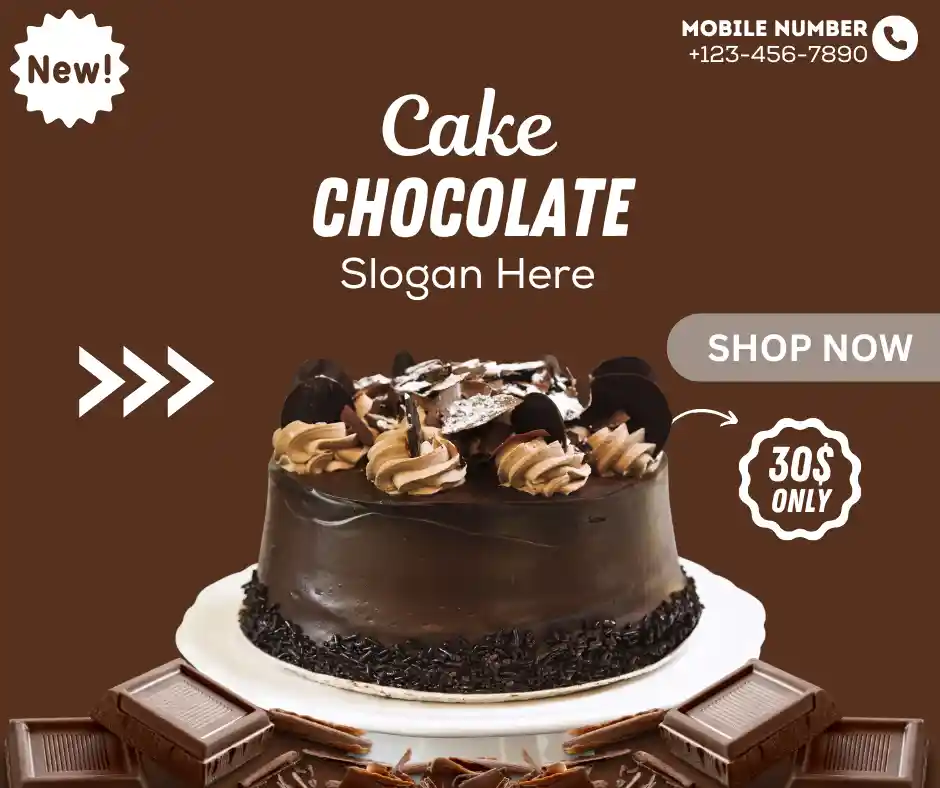 New!
MOBILE NUMBER
+123-456-7890
Cake
CHOCOLATE
Slogan Here
SHOP NOW
30$
ONLY